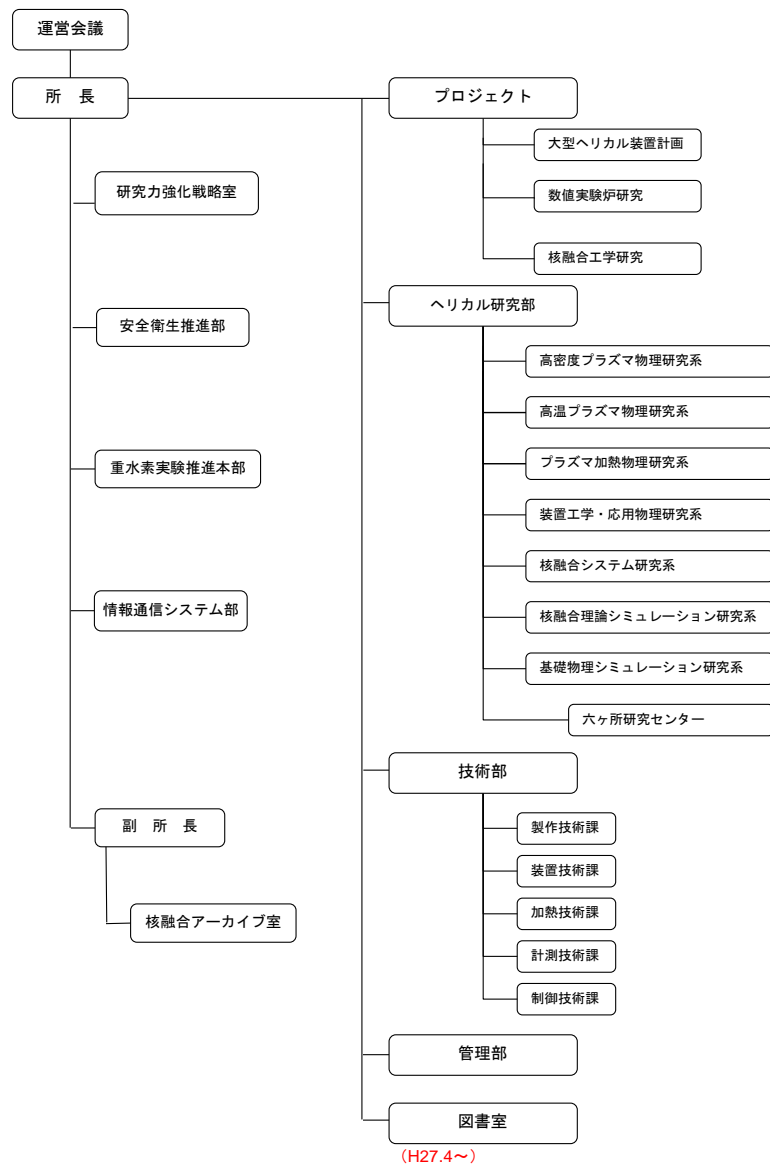 運営会議
所　長
研究力強化戦略室
安全衛生推進部
重水素実験推進本部
情報通信システム部
副　所　長
核融合アーカイブ室
プロジェクト
大型ヘリカル装置計画
数値実験炉研究
核融合工学研究
ヘリカル研究部
高密度プラズマ物理研究系
高温プラズマ物理研究系
プラズマ加熱物理研究系
装置工学・応用物理研究系
核融合システム研究系
核融合理論シミュレーション研究系
基礎物理シミュレーション研究系
六ヶ所研究センター
技術部
製作技術課
装置技術課
加熱技術課
計測技術課
制御技術課
管理部
図書室
（H27.4～）